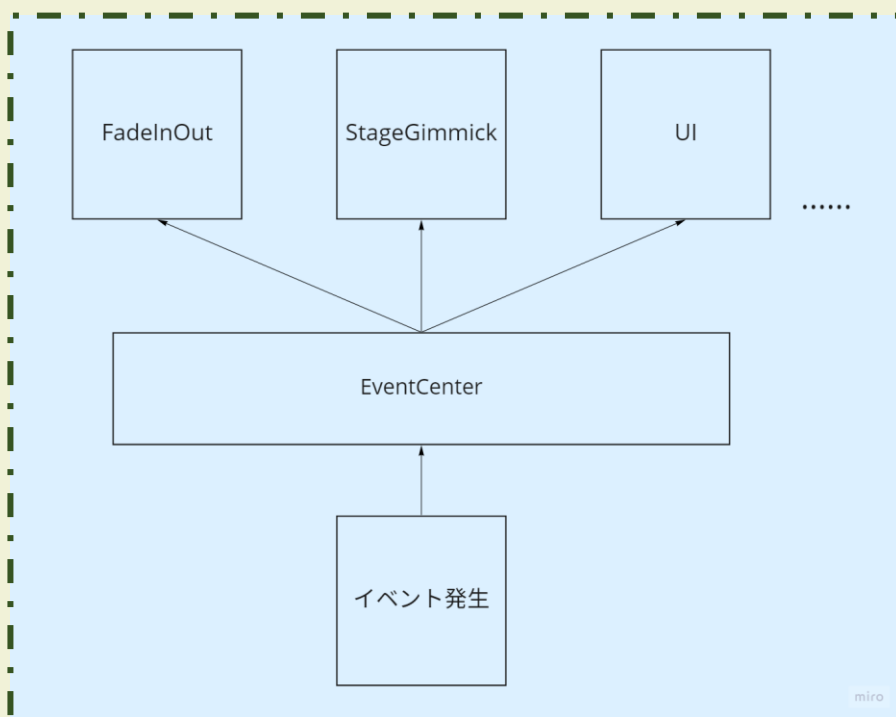 FadeInOut
StageGimmick
UI
......
EventCenter
イベント発生
miro